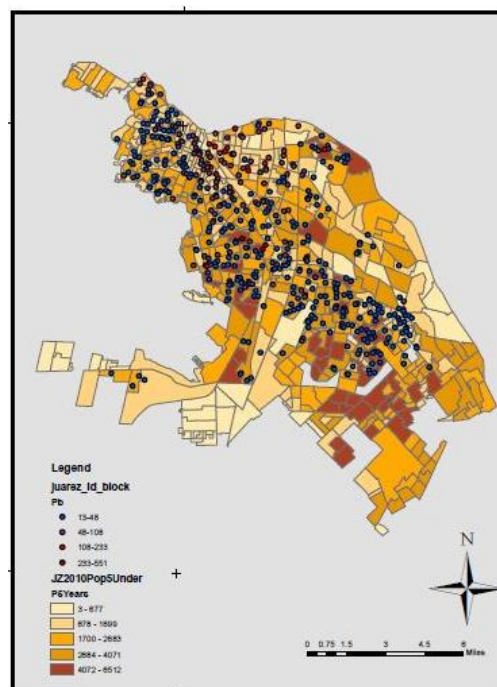 Legend
juarez_ld_block
Pb
13-48
48-108
108-233
233-551
JZ2010Pop5Under
P5Years
3 - 677
678 - 1699
1700 - 2683
2684 - 4071
4072 - 6512
N
0 0.75 1.5 3 4.5 6
Miles